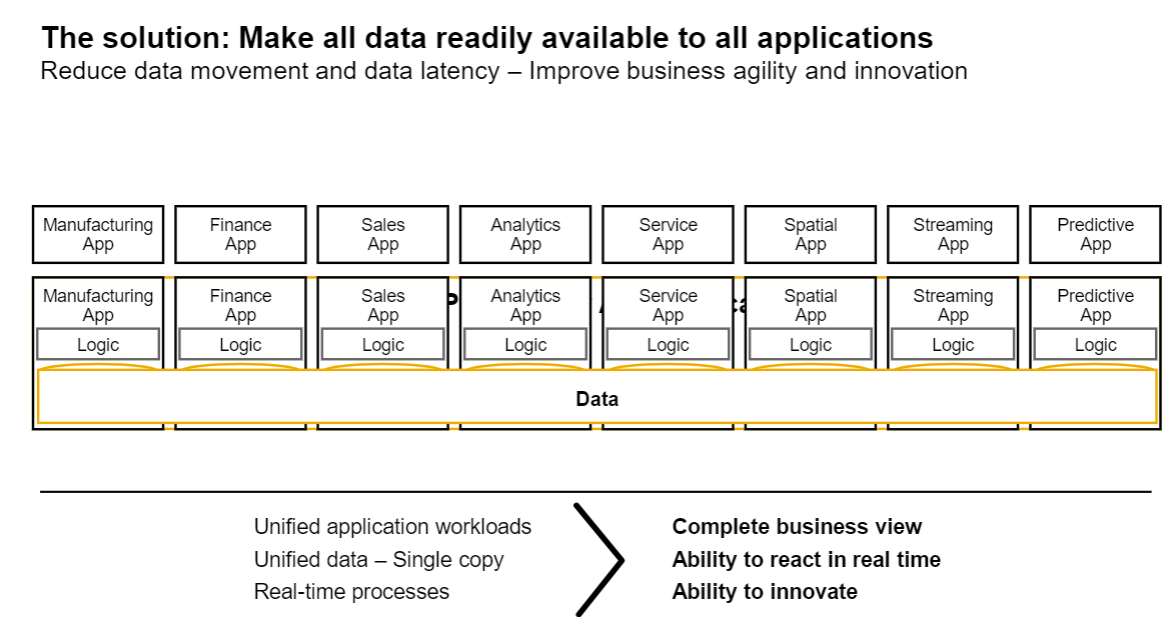 The solution: Make all data readily available to all applications
Reduce data movement and data latency – Improve business agility and innovation
Manufacturing App
Finance App
Sales App
Analytics App
Service App
Spatial App
Streaming App
Predictive App
Manufacturing App
Finance App
Sales App
Analytics App
Service App
Spatial App
Streaming App
Predictive App
Logic
Logic
Logic
Logic
Logic
Logic
Logic
Logic
Data
Unified application workloads
Unified data – Single copy
Real-time processes
Complete business view
Ability to react in real time
Ability to innovate